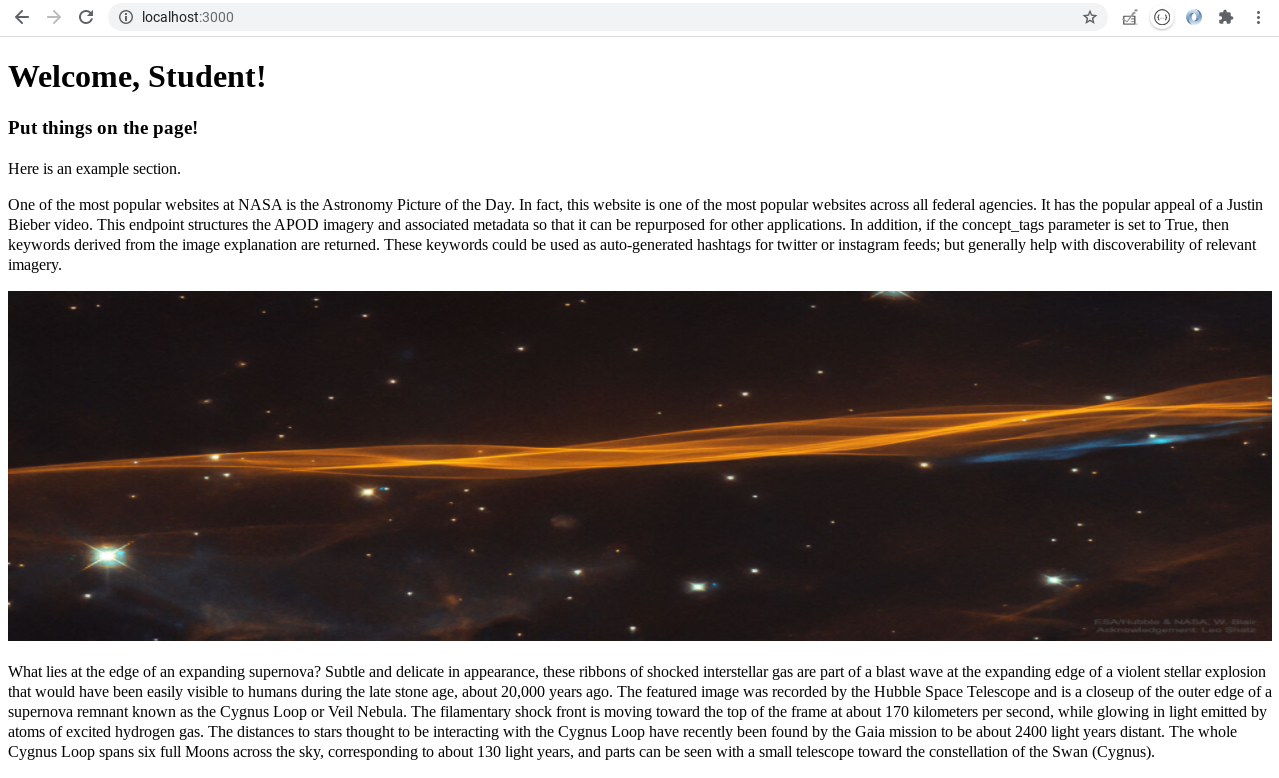 localhost:3000
Welcome, Student!
Put things on the page!
Here is an example section.
One of the most popular websites at NASA is the Astronomy Picture of the Day. In fact, this website is one of the most popular websites across all federal agencies. It has the popular appeal of a Justin
Bieber video. This endpoint structures the APOD imagery and associated metadata so that it can be repurposed for other applications. In addition, if the concept_tags parameter is set to True, then
keywords derived from the image explanation are returned. These keywords could be used as auto-generated hashtags for twitter or instagram feeds; but generally help with discoverability of relevant
imagery.
ESA/Hubble & NASA, W. Blair
Acknowledgement: Leo Shatz
What lies at the edge of an expanding supernova? Subtle and delicate in appearance, these ribbons of shocked interstellar gas are part of a blast wave at the expanding edge of a violent stellar explosion
that would have been easily visible to humans during the late stone age, about 20,000 years ago. The featured image was recorded by the Hubble Space Telescope and is a closeup of the outer edge of a
supernova remnant known as the Cygnus Loop or Veil Nebula. The filamentary shock front is moving toward the top of the frame at about 170 kilometers per second, while glowing in light emitted by
atoms of excited hydrogen gas. The distances to stars thought to be interacting with the Cygnus Loop have recently been found by the Gaia mission to be about 2400 light years distant. The whole
Cygnus Loop spans six full Moons across the sky, corresponding to about 130 light years, and parts can be seen with a small telescope toward the constellation of the Swan (Cygnus).